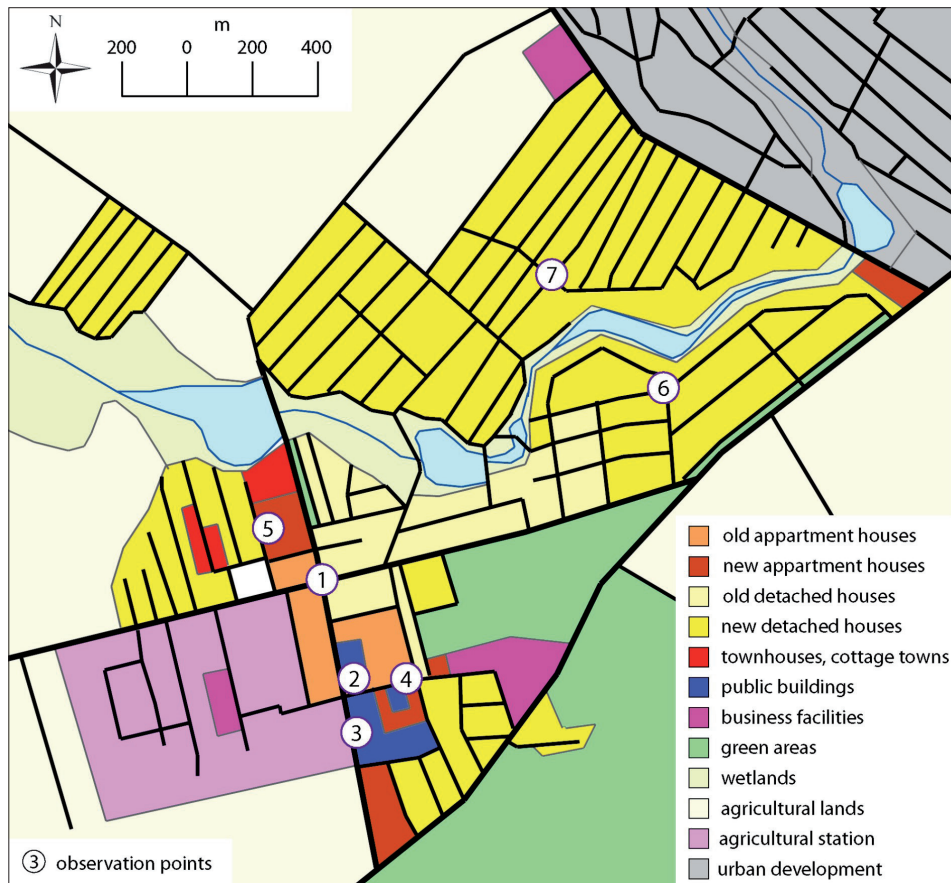 N
m
200 0 200 400
7
6
5
1
2
4
3
old appartment houses
new appartment houses
old detached houses
new detached houses
townhouses, cottage towns
public buildings
business facilities
green areas
wetlands
agricultural lands
agricultural station
urban development
3 observation points